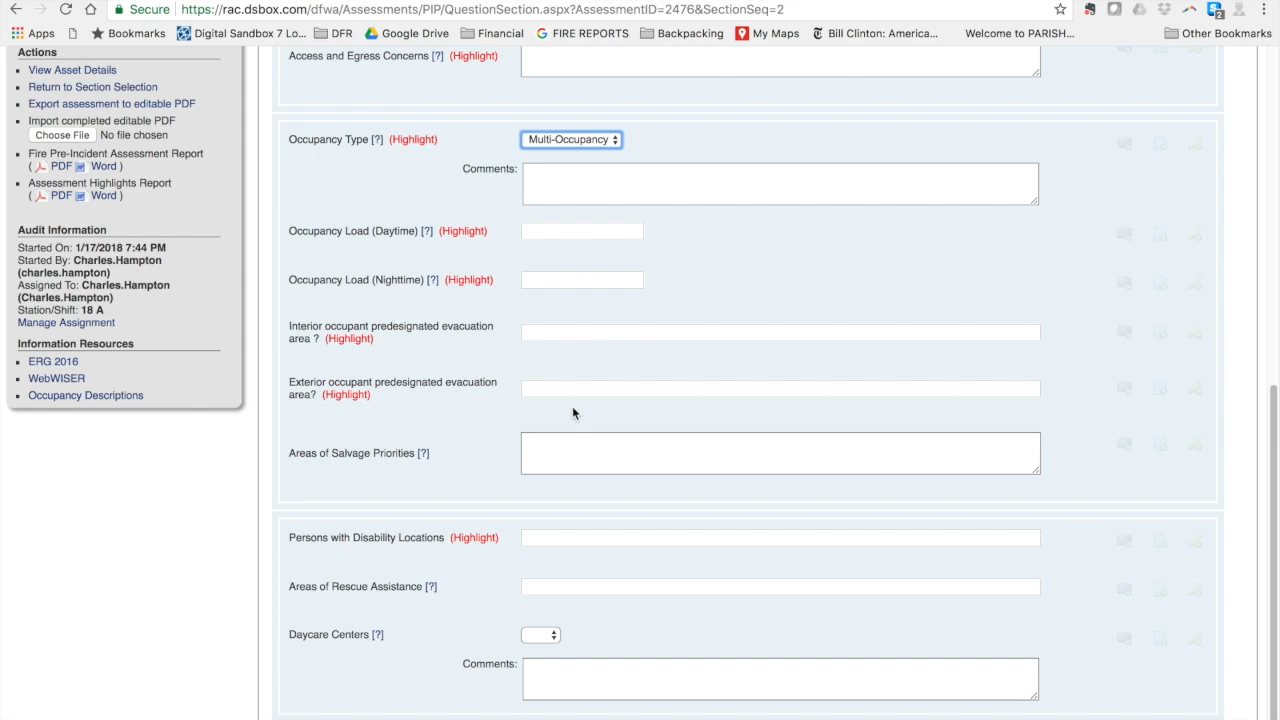 Secure https://rac.dsbox.com/dfwa/Assessments/PIP/QuestionSection.aspx?AssessmentID=2476&SectionSeq=2 2
Apps Bookmarks Digital Sandbox 7 Lo... DFR Google Drive Financial FIRE REPORTS Backpacking My Maps Bill Clinton: America... Welcome to PARISH... Other Bookmarks
Actions
View Asset Details
Return to Section Selection
Export assessment to editable PDF
Import completed editable PDF
Choose File No file chosen
Fire Pre-Incident Assessment Report
( PDF Word )
Assessment Highlights Report
( PDF Word )
Audit Information
Started On: 1/17/2018 7:44 PM
Started By: Charles.Hampton
(charles.hampton)
Assigned To: Charles.Hampton
(Charles.Hampton)
Station/Shift: 18 A
Manage Assignment
Information Resources
ERG 2016
WebWISER
Occupancy Descriptions
Access and Egress Concerns [?] (Highlight)
Occupancy Type [?] (Highlight) Multi-Occupancy
Comments:
Occupancy Load (Daytime) [?] (Highlight)
Occupancy Load (Nighttime) [?] (Highlight)
Interior occupant predesignated evacuation
area ? (Highlight)
Exterior occupant predesignated evacuation
area? (Highlight)
Areas of Salvage Priorities [?]
Persons with Disability Locations (Highlight)
Areas of Rescue Assistance [?]
Daycare Centers [?]
Comments: